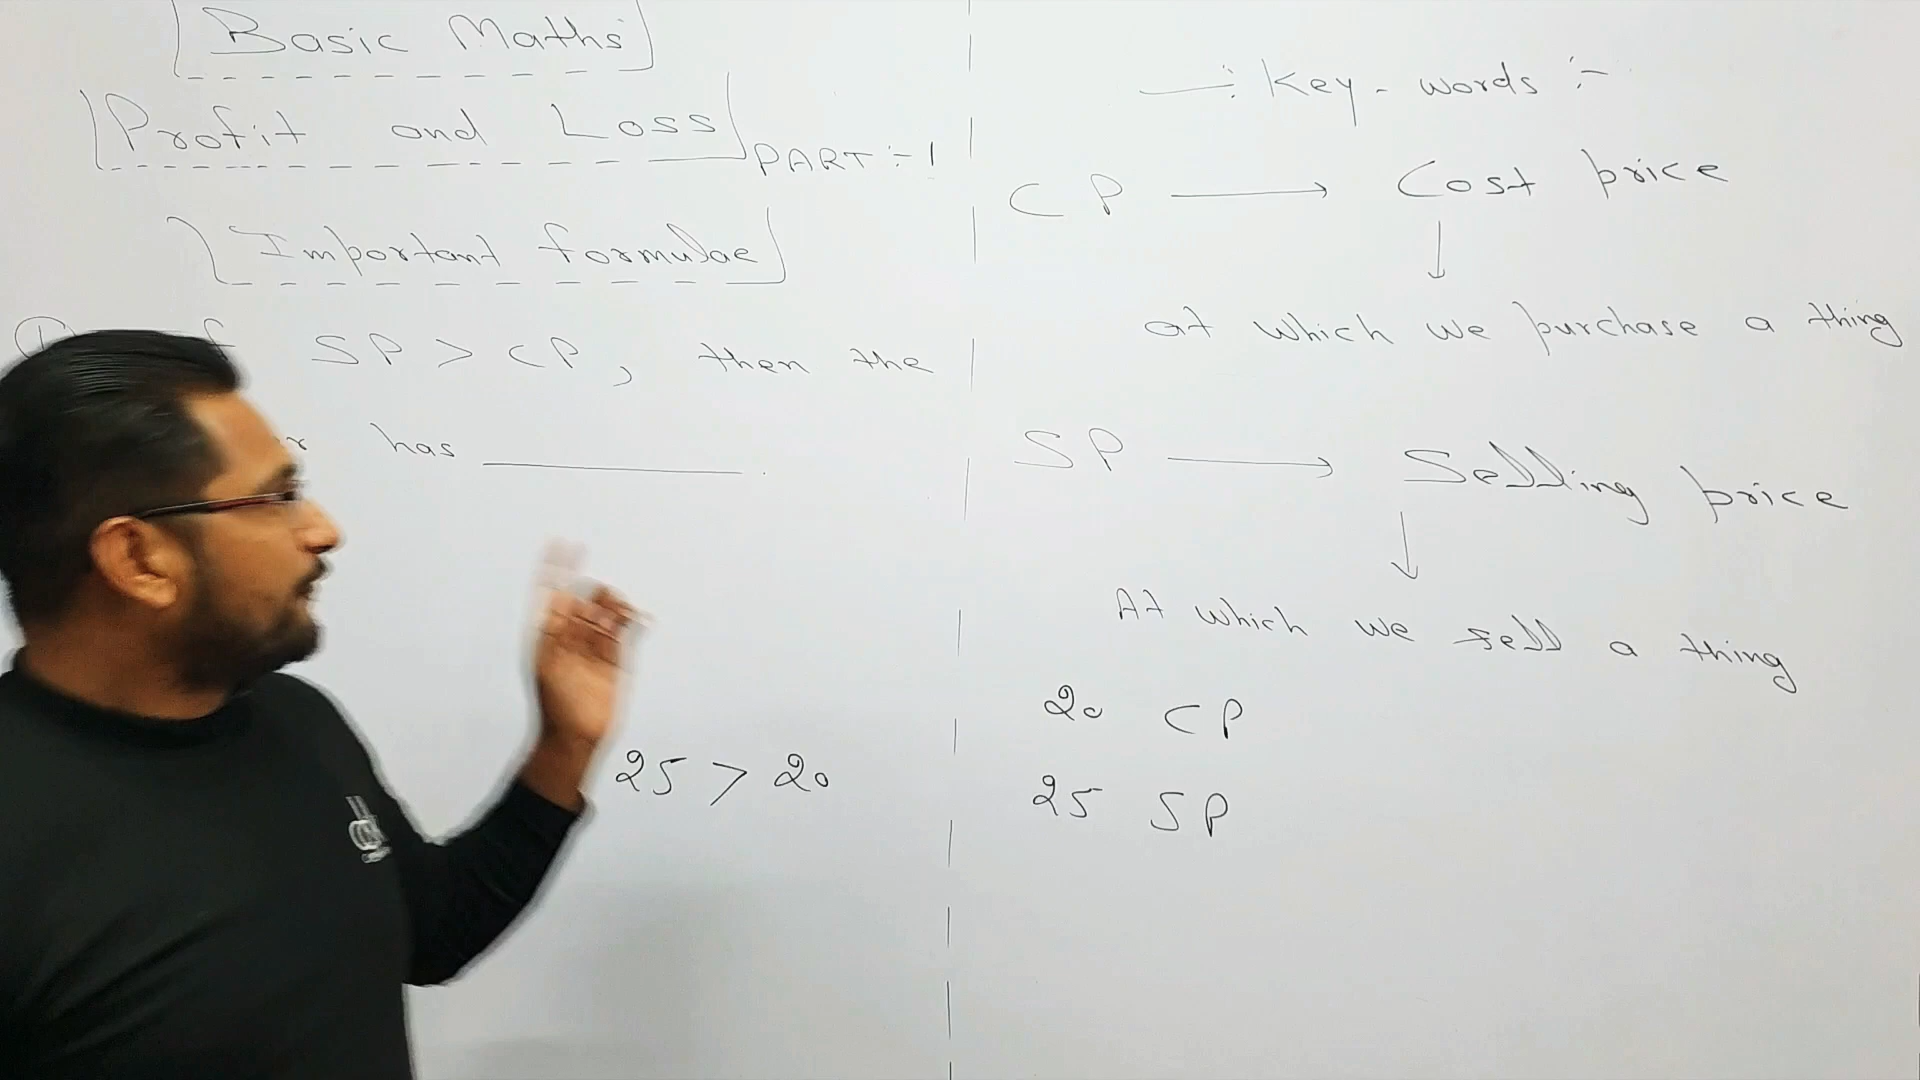 Basic Maths
Profit and Loss
PART :- 1
Important formulae
SP > CP, then the
has ________.
25 > 20
—: Key-words :-
CP → Cost price
↓
at which we purchase a thing
SP → Selling price
↓
At which we sell a thing
20 CP
25 SP